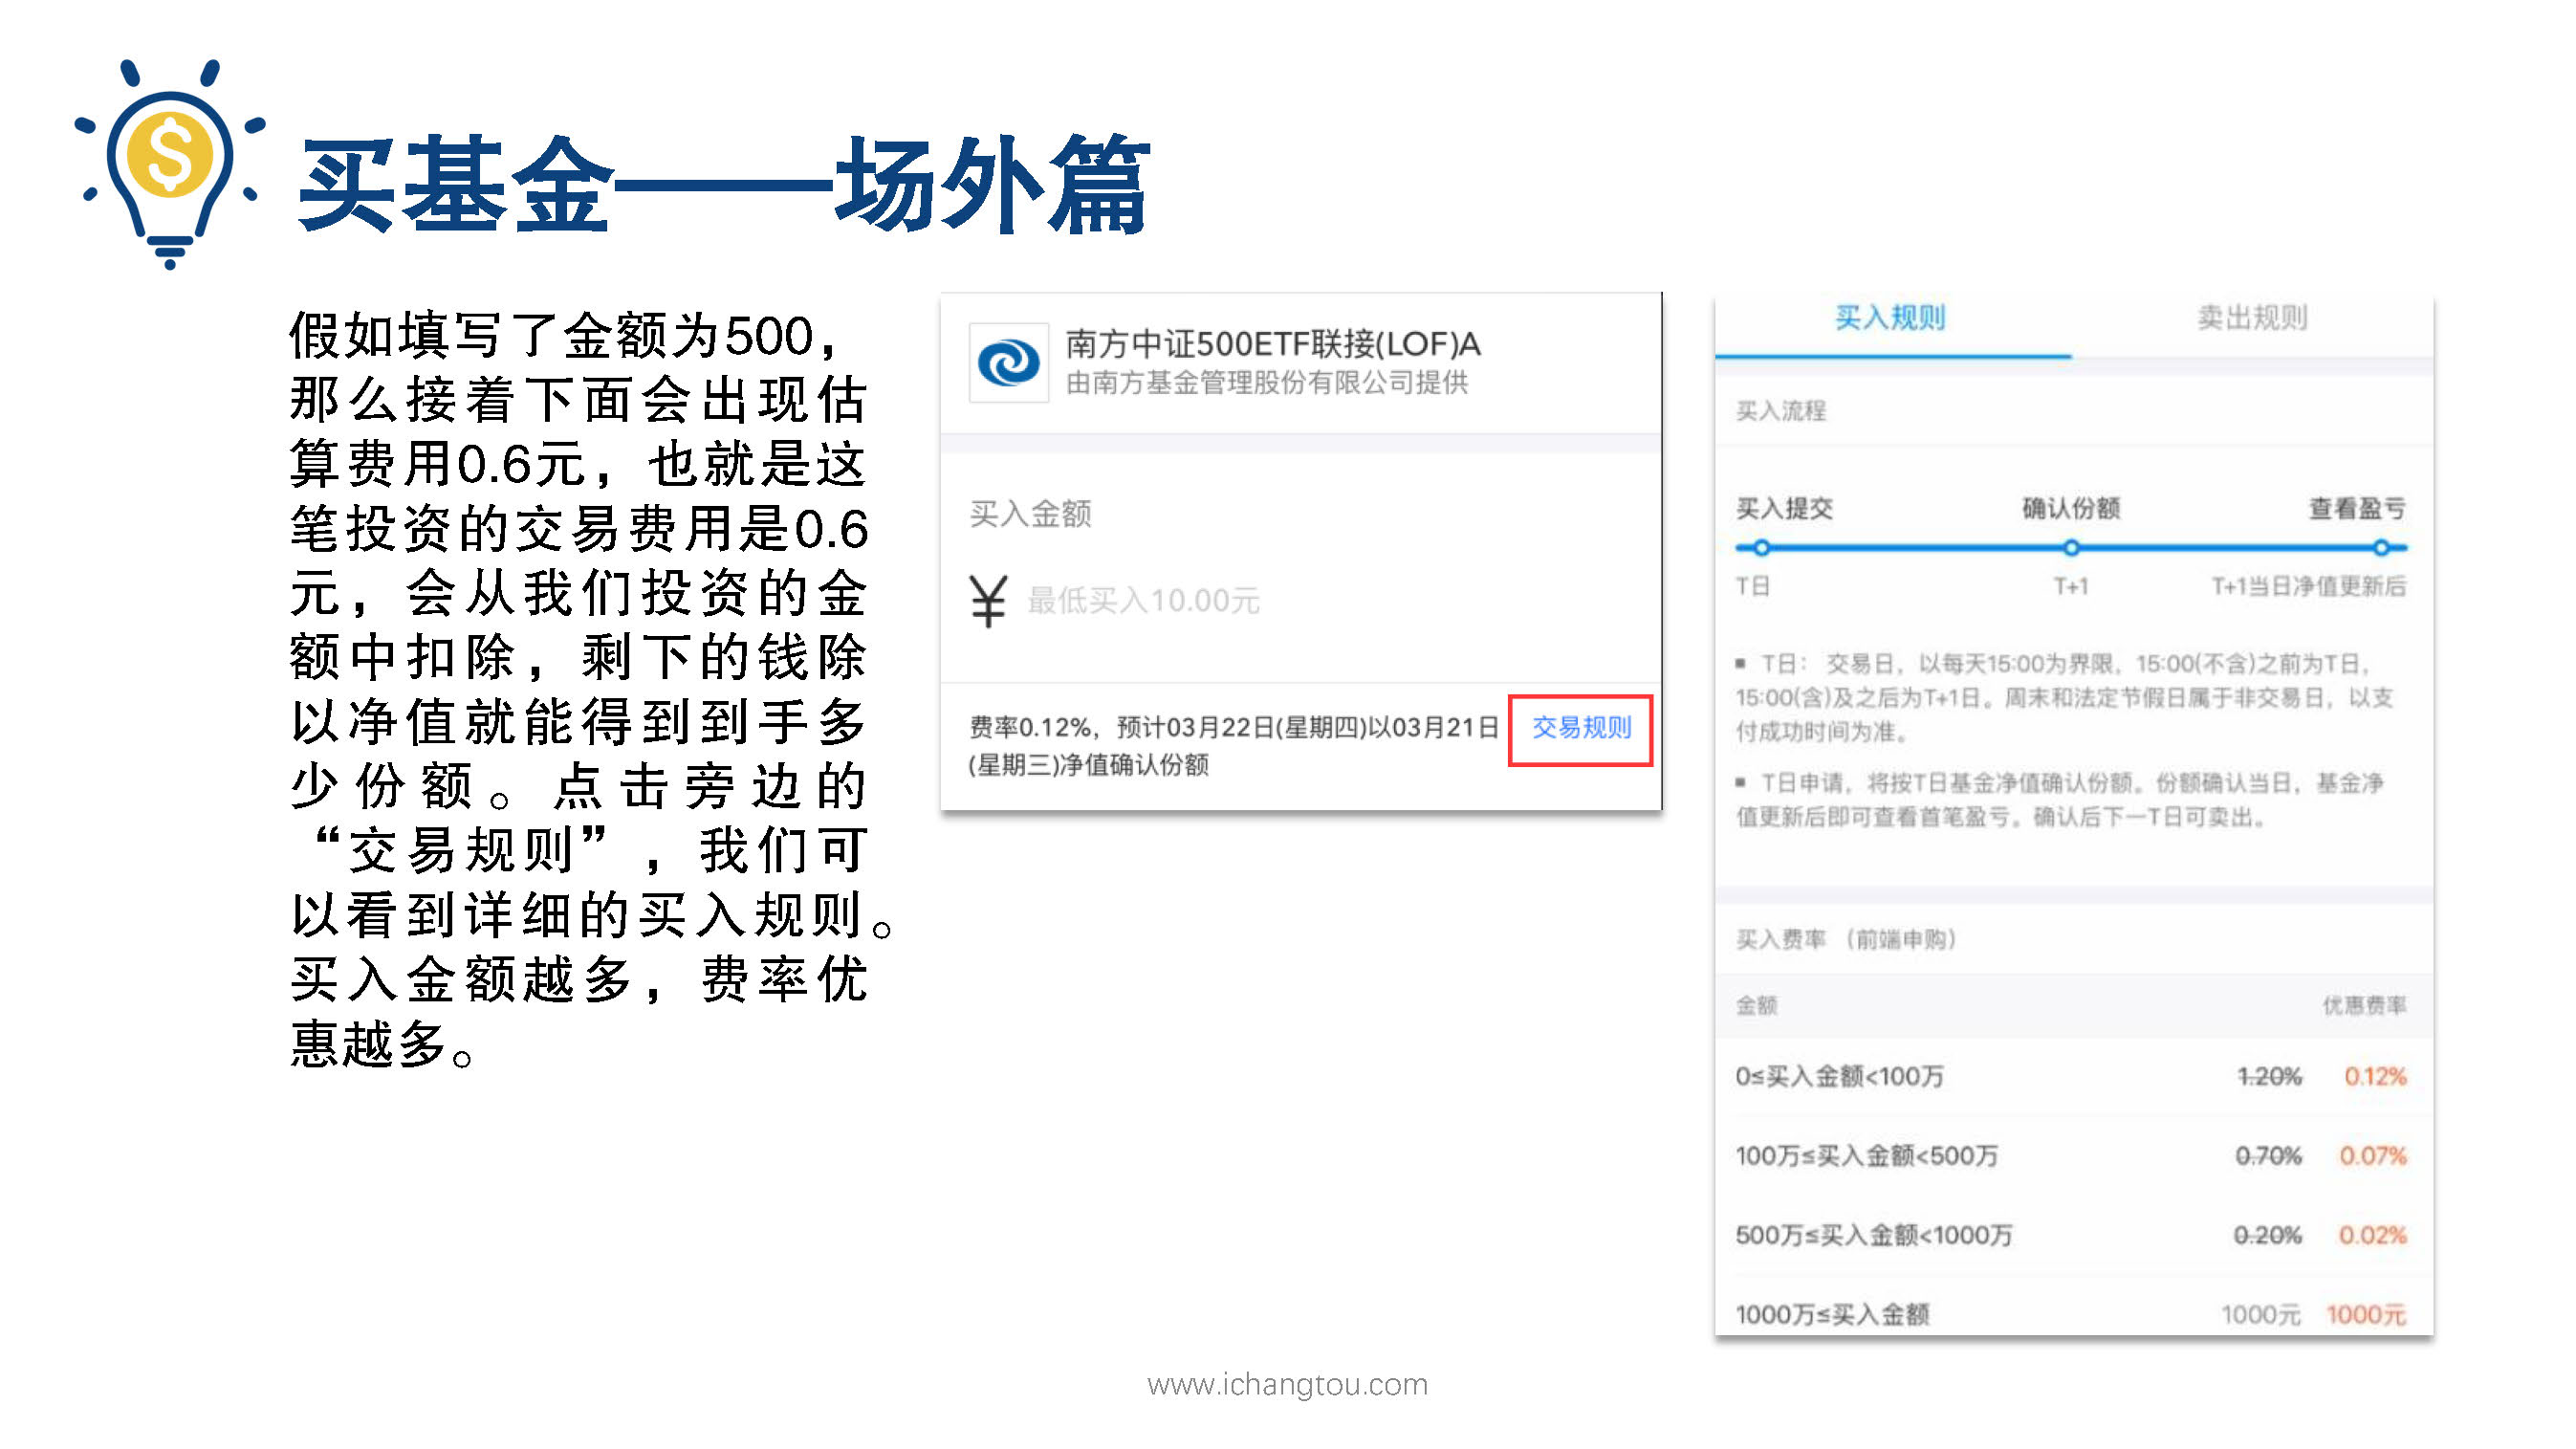 买基金——场外篇
假如填写了金额为500，
那么接着下面会出现估
算费用0.6元，也就是这
笔投资的交易费用是0.6
元，会从我们投资的金
额中扣除，剩下的钱除
以净值就能得到到手多
少份额。点击旁边的
“交易规则”，我们可
以看到详细的买入规则。
买入金额越多，费率优
惠越多。
南方中证500ETF联接(LOF)A
由南方基金管理股份有限公司提供
买入金额
¥ 最低买入10.00元
费率0.12%，预计03月22日(星期四)以03月21日 交易规则
(星期三)净值确认份额
买入规则 卖出规则
买入流程
买入提交 确认份额 查看盈亏
T日 T+1 T+1当日净值更新后
▪ T日： 交易日，以每天15:00为界限，15:00(不含)之前为T日，
15:00(含)及之后为T+1日。周末和法定节假日属于非交易日，以支
付成功时间为准。
▪ T日申请，将按T日基金净值确认份额。份额确认当日，基金净
值更新后即可查看首笔盈亏。确认后下一T日可卖出。
买入费率 （前端申购）
金额 优惠费率
0≤买入金额<100万 1.20% 0.12%
100万≤买入金额<500万 0.70% 0.07%
500万≤买入金额<1000万 0.20% 0.02%
1000万≤买入金额 1000元 1000元
www.ichangtou.com